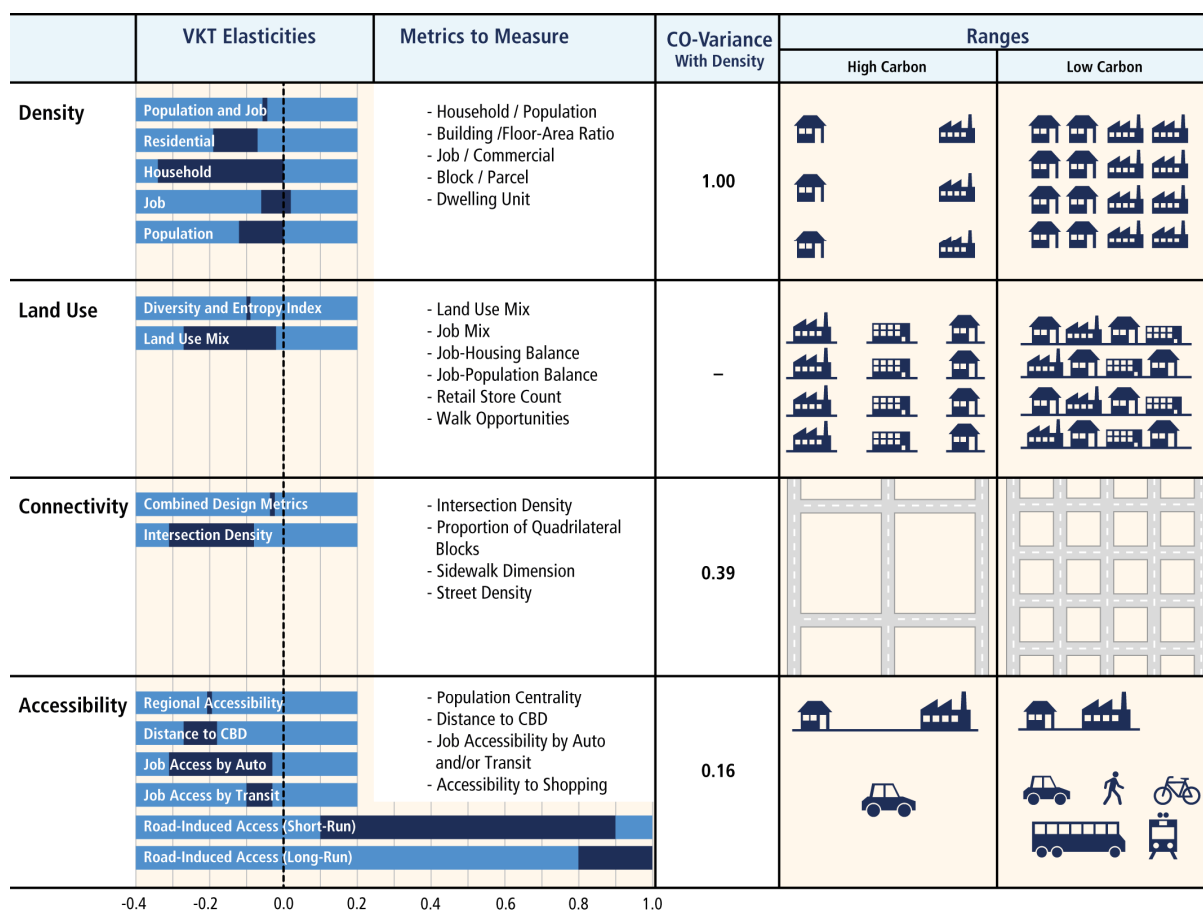 VKT Elasticities
Metrics to Measure
CO-Variance
With Density
Ranges
High Carbon
Low Carbon
Density
Population and Job
Residential
Household
Job
Population
- Household / Population
- Building /Floor-Area Ratio
- Job / Commercial
- Block / Parcel
- Dwelling Unit
1.00
Land Use
Diversity and Entropy Index
Land Use Mix
- Land Use Mix
- Job Mix
- Job-Housing Balance
- Job-Population Balance
- Retail Store Count
- Walk Opportunities
–
Connectivity
Combined Design Metrics
Intersection Density
- Intersection Density
- Proportion of Quadrilateral
Blocks
- Sidewalk Dimension
- Street Density
0.39
Accessibility
Regional Accessibility
Distance to CBD
Job Access by Auto
Job Access by Transit
Road-Induced Access (Short-Run)
Road-Induced Access (Long-Run)
- Population Centrality
- Distance to CBD
- Job Accessibility by Auto
and/or Transit
- Accessibility to Shopping
0.16
-0.4 -0.2 0.0 0.2 0.4 0.6 0.8 1.0